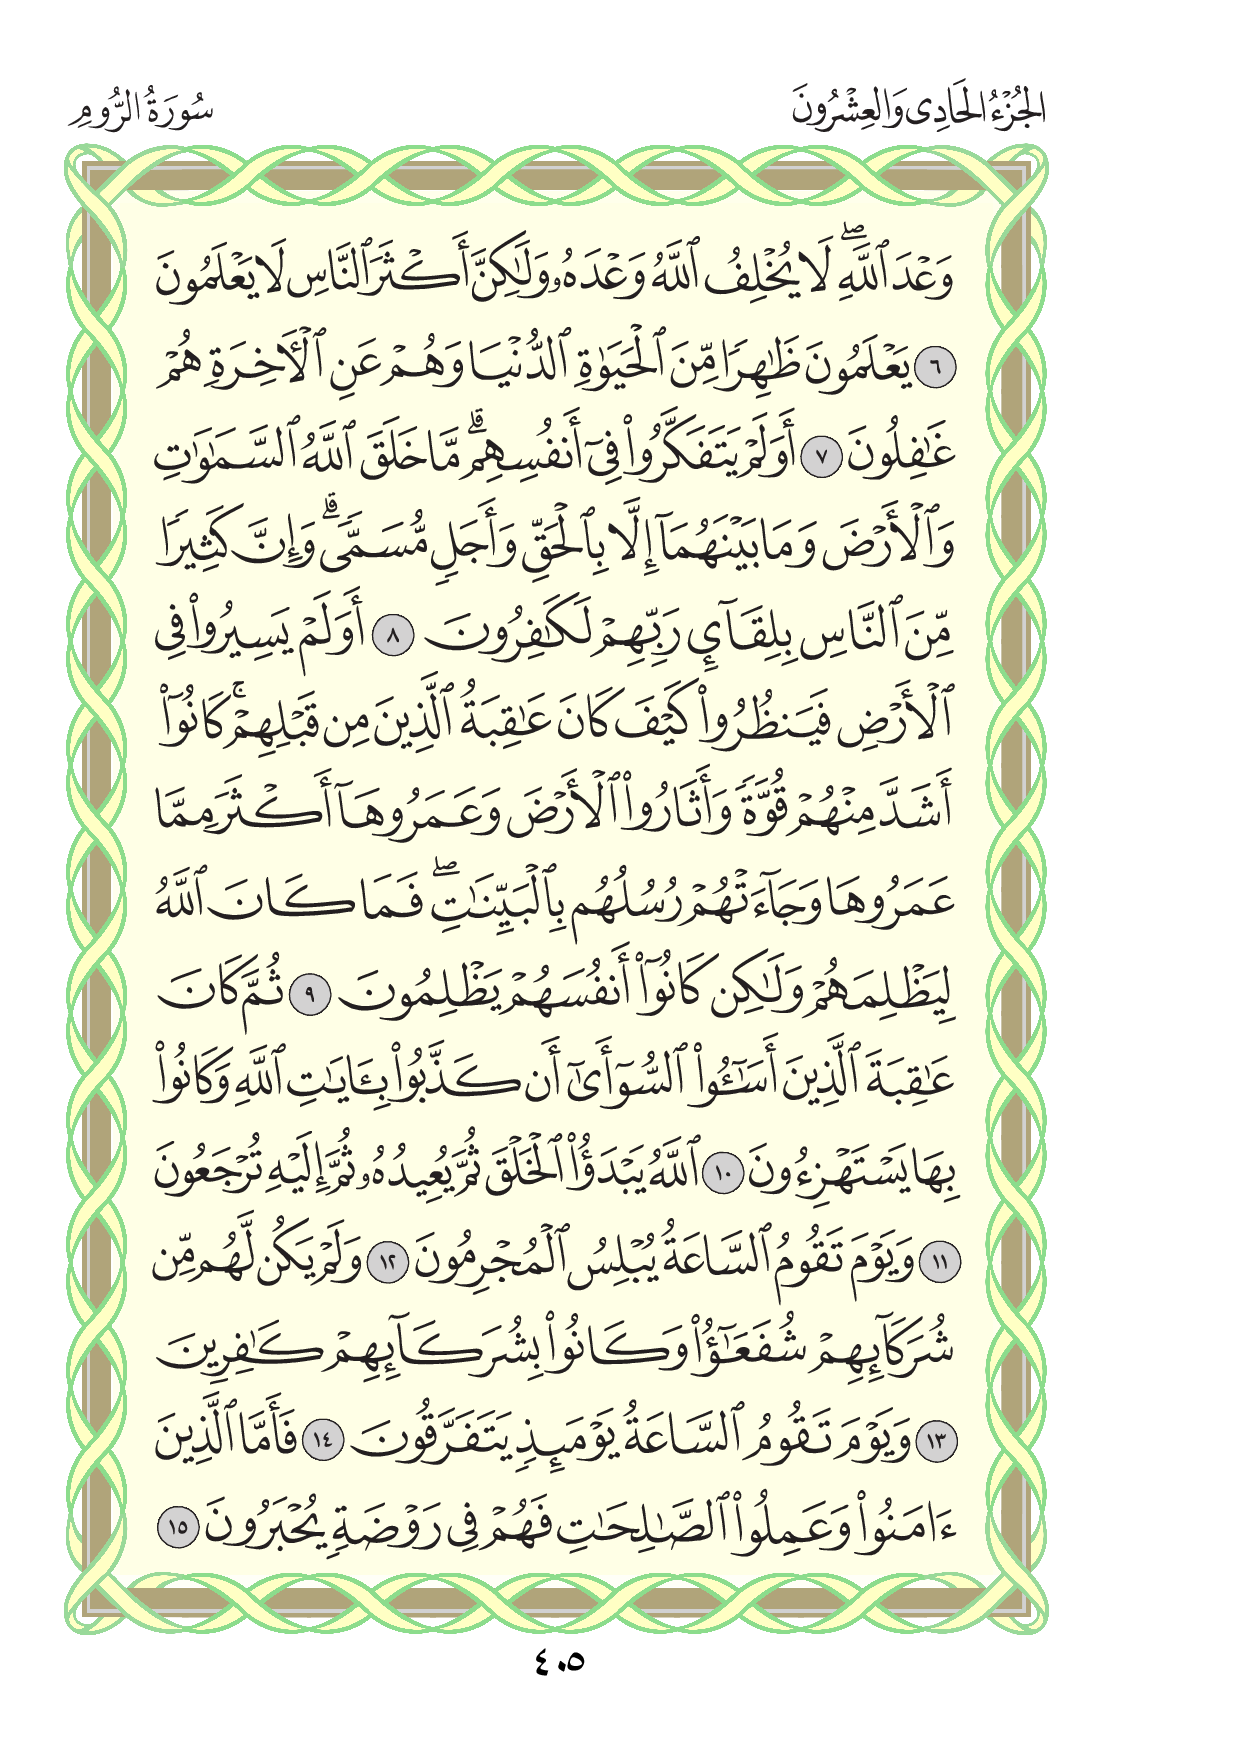 الجُزْءُ الحَادِى وَالعِشْرُونَ
سُورَةُ الرُّومِ
وَعْدَ ٱللَّهِۖ لَا يُخْلِفُ ٱللَّهُ وَعْدَهُۥ وَلَٰكِنَّ أَكْثَرَ ٱلنَّاسِ لَا يَعْلَمُونَ
٦ يَعْلَمُونَ ظَٰهِرٗا مِّنَ ٱلْحَيَوٰةِ ٱلدُّنْيَا وَهُمْ عَنِ ٱلْأٓخِرَةِ هُمْ
غَٰفِلُونَ ٧ أَوَلَمْ يَتَفَكَّرُوا۟ فِىٓ أَنفُسِهِمۗ مَّا خَلَقَ ٱللَّهُ ٱلسَّمَٰوَٰتِ
وَٱلْأَرْضَ وَمَا بَيْنَهُمَآ إِلَّا بِٱلْحَقِّ وَأَجَلٖ مُّسَمّٗىۗ وَإِنَّ كَثِيرٗا
مِّنَ ٱلنَّاسِ بِلِقَآيِٕ رَبِّهِمْ لَكَٰفِرُونَ ٨ أَوَلَمْ يَسِيرُوا۟ فِى
ٱلْأَرْضِ فَيَنظُرُوا۟ كَيْفَ كَانَ عَٰقِبَةُ ٱلَّذِينَ مِن قَبْلِهِمْۚ كَانُوٓا۟
أَشَدَّ مِنْهُمْ قُوَّةٗ وَأَثَارُوا۟ ٱلْأَرْضَ وَعَمَرُوهَآ أَكْثَرَ مِمَّا
عَمَرُوهَا وَجَآءَتْهُمْ رُسُلُهُم بِٱلْبَيِّنَٰتِۖ فَمَا كَانَ ٱللَّهُ
لِيَظْلِمَهُمْ وَلَٰكِن كَانُوٓا۟ أَنفُسَهُمْ يَظْلِمُونَ ٩ ثُمَّ كَانَ
عَٰقِبَةَ ٱلَّذِينَ أَسَٰٓـُٔوا۟ ٱلسُّوٓأَىٰٓ أَن كَذَّبُوا۟ بِـَٔايَٰتِ ٱللَّهِ وَكَانُوا۟
بِهَا يَسْتَهْزِءُونَ ١٠ ٱللَّهُ يَبْدَؤُا۟ ٱلْخَلْقَ ثُمَّ يُعِيدُهُۥ ثُمَّ إِلَيْهِ تُرْجَعُونَ
١١ وَيَوْمَ تَقُومُ ٱلسَّاعَةُ يُبْلِسُ ٱلْمُجْرِمُونَ ١٢ وَلَمْ يَكُن لَّهُم مِّن
شُرَكَآئِهِمْ شُفَعَٰٓؤُا۟ وَكَانُوا۟ بِشُرَكَآئِهِمْ كَٰفِرِينَ
١٣ وَيَوْمَ تَقُومُ ٱلسَّاعَةُ يَوْمَئِذٖ يَتَفَرَّقُونَ ١٤ فَأَمَّا ٱلَّذِينَ
ءَامَنُوا۟ وَعَمِلُوا۟ ٱلصَّٰلِحَٰتِ فَهُمْ فِى رَوْضَةٖ يُحْبَرُونَ ١٥
٤٠٥